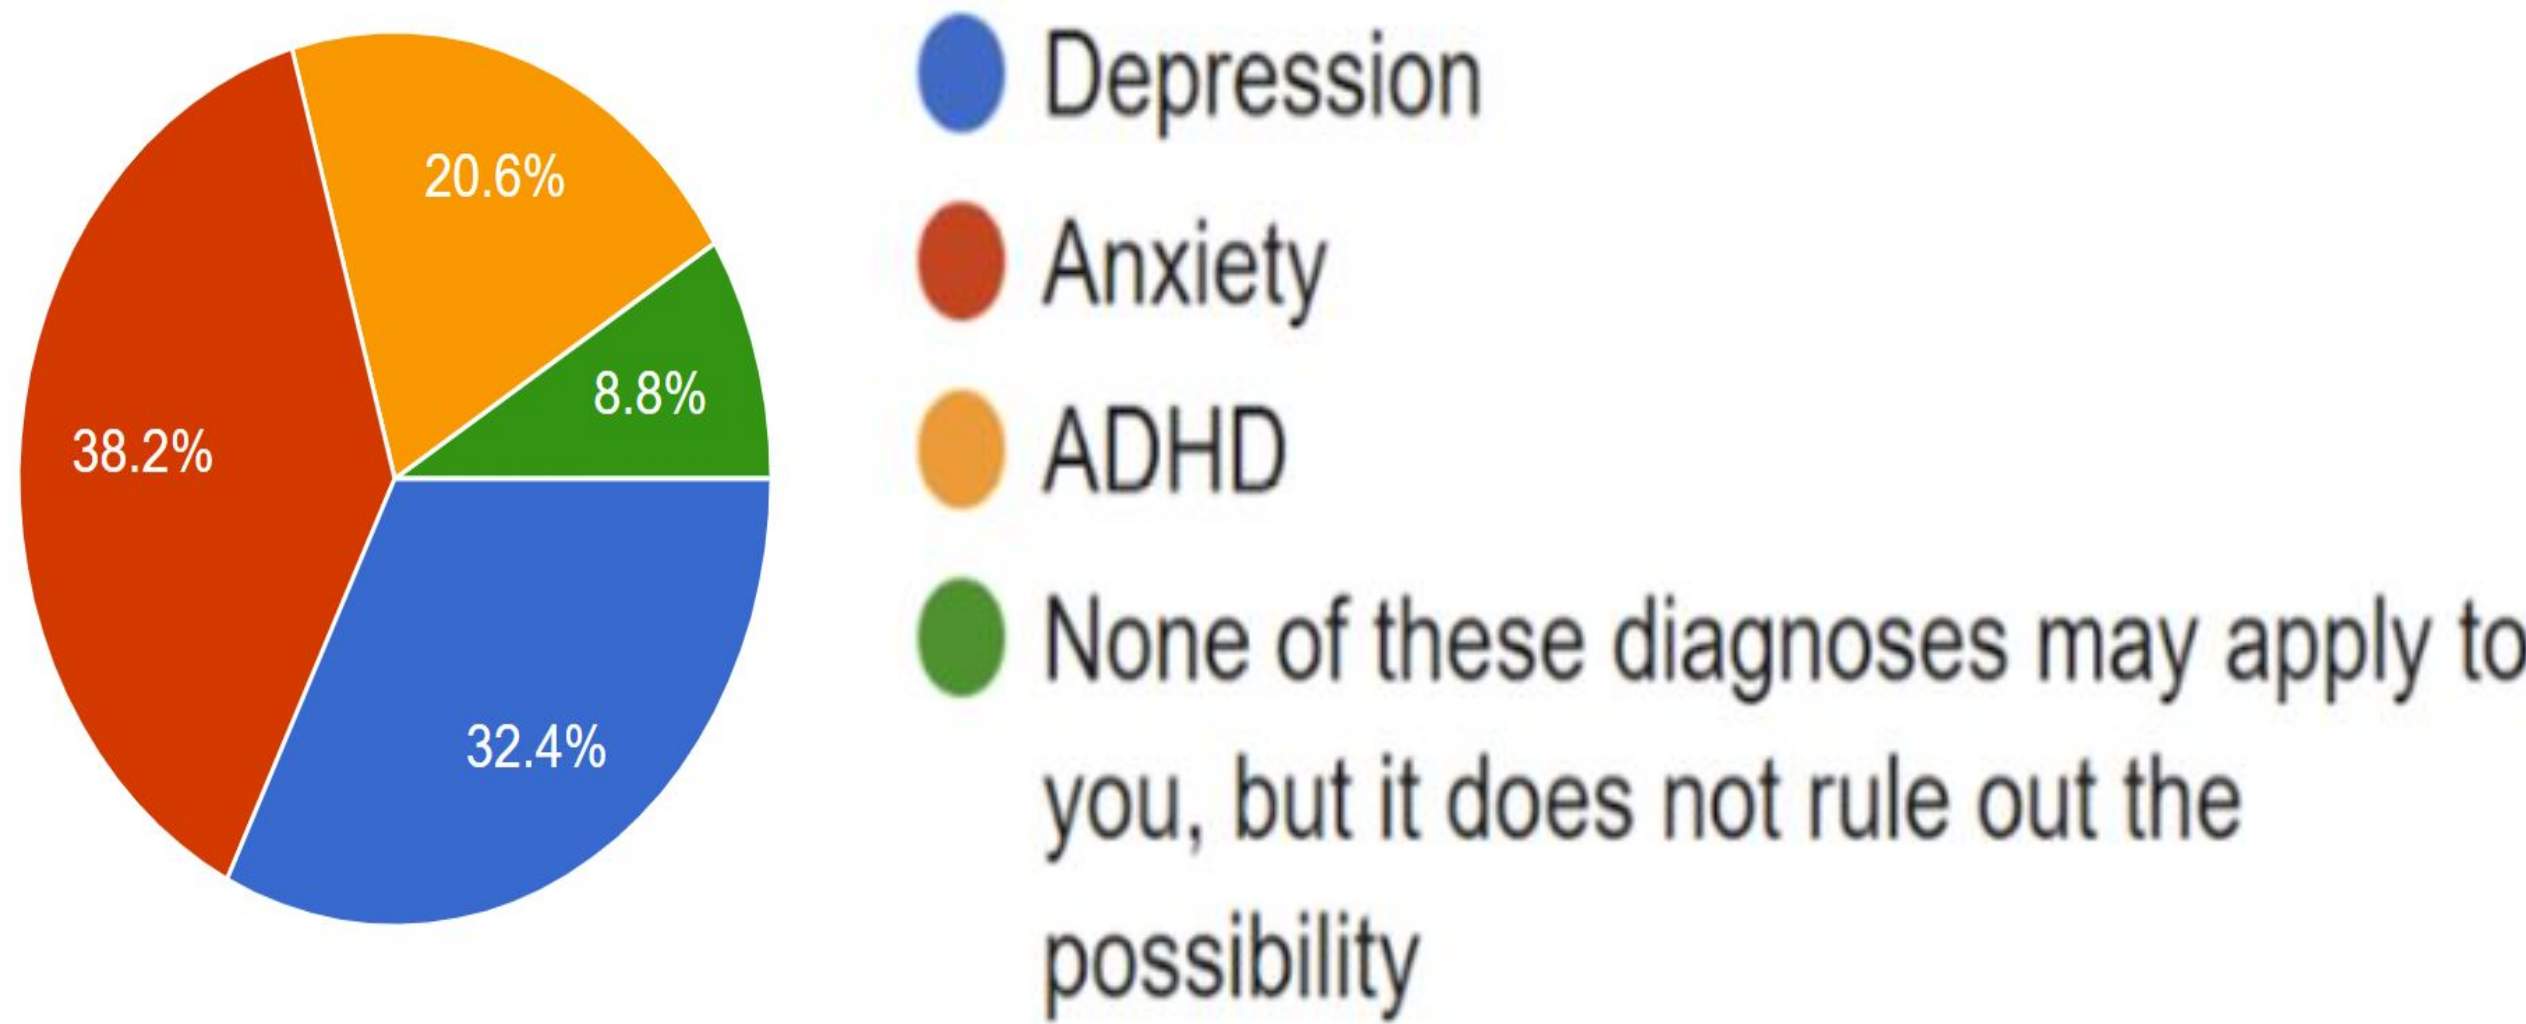 20.6%
8.8%
38.2%
32.4%
Depression
Anxiety
ADHD
None of these diagnoses may apply to
you, but it does not rule out the
possibility